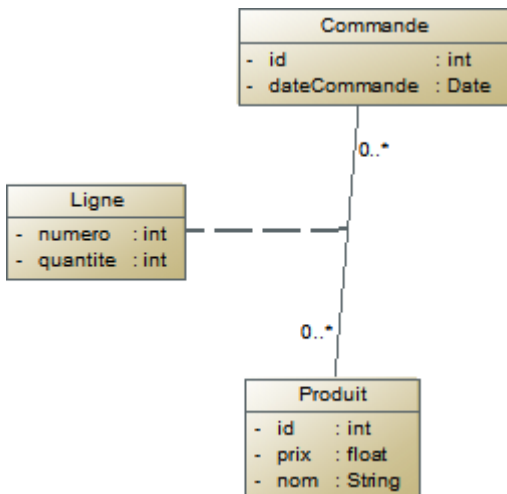 Commande
- id : int
- dateCommande : Date
0..*
Ligne
- numero : int
- quantite : int
0..*
Produit
- id : int
- prix : float
- nom : String